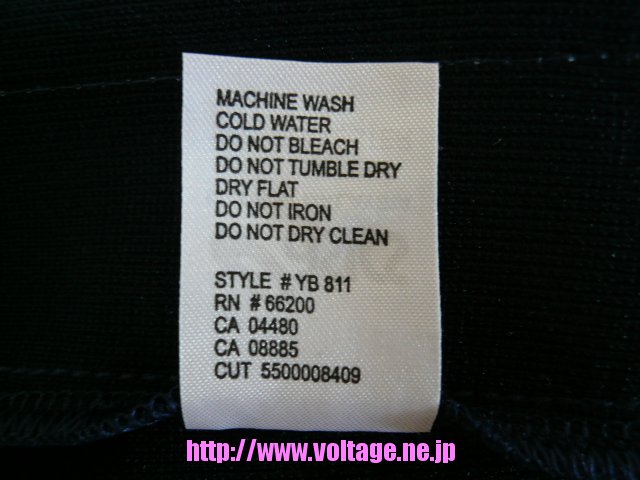 MACHINE WASH
COLD WATER
DO NOT BLEACH
DO NOT TUMBLE DRY
DRY FLAT
DO NOT IRON
DO NOT DRY CLEAN
STYLE # YB 811
RN # 66200
CA 04480
CA 08885
CUT 5500008409
http://www.voltage.ne.jp